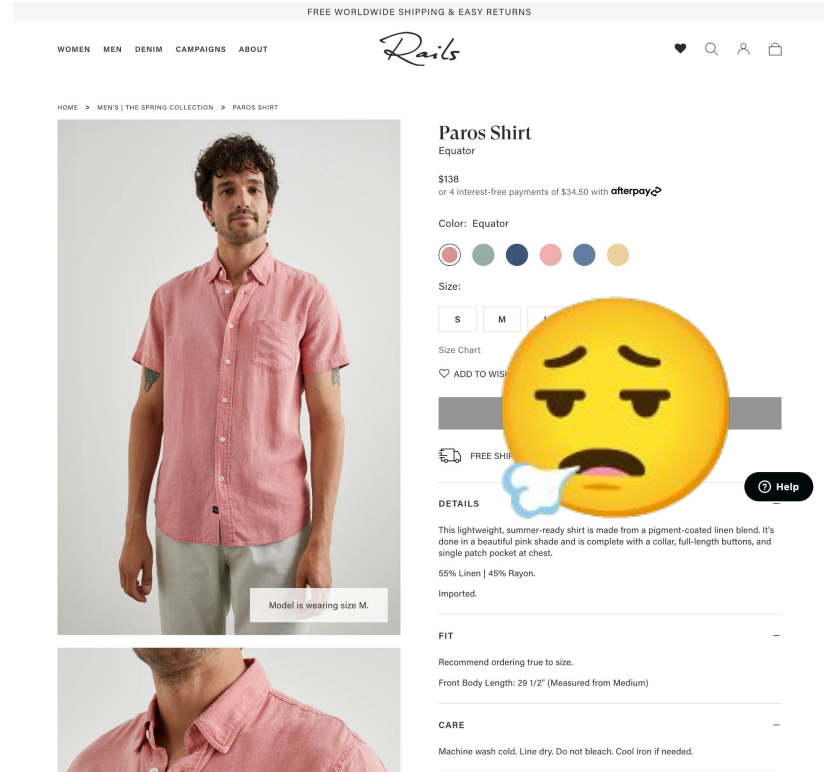 FREE WORLDWIDE SHIPPING & EASY RETURNS
WOMEN MEN DENIM CAMPAIGNS ABOUT
Rails
HOME > MEN'S | THE SPRING COLLECTION > PAROS SHIRT
Paros Shirt
Equator
$138
or 4 interest-free payments of $34.50 with afterpay
Color: Equator
Size:
S M
Size Chart
ADD TO
FREE
Help
DETAILS
This lightweight, summer-ready shirt is made from a pigment-coated linen blend. It's
done in a beautiful pink shade and is complete with a collar, full-length buttons, and
single patch pocket at chest.
55% Linen | 45% Rayon.
Imported.
Model is wearing size M.
FIT
Recommend ordering true to size.
Front Body Length: 29 1/2" (Measured from Medium)
CARE
Machine wash cold. Line dry. Do not bleach. Cool iron if needed.